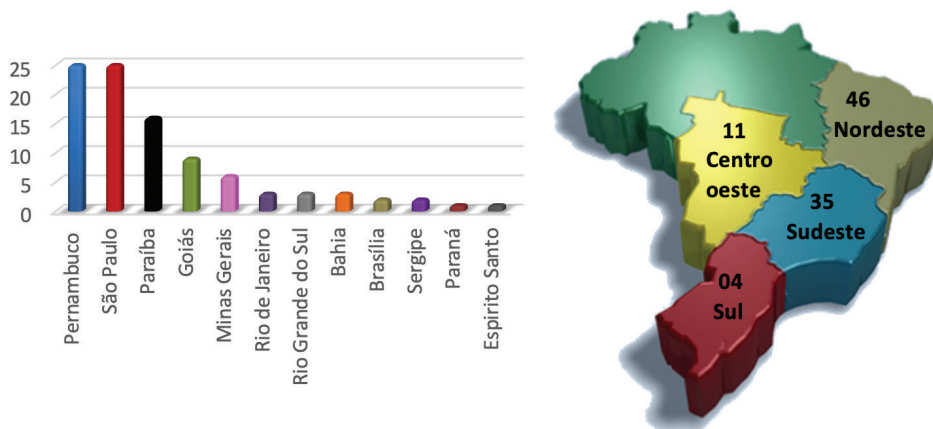 25
20
15
10
5
0
Pernambuco
São Paulo
Paraíba
Goiás
Minas Gerais
Rio de Janeiro
Rio Grande do Sul
Bahia
Brasília
Sergipe
Paraná
Espirito Santo
46
Nordeste
11
Centro
oeste
35
Sudeste
04
Sul